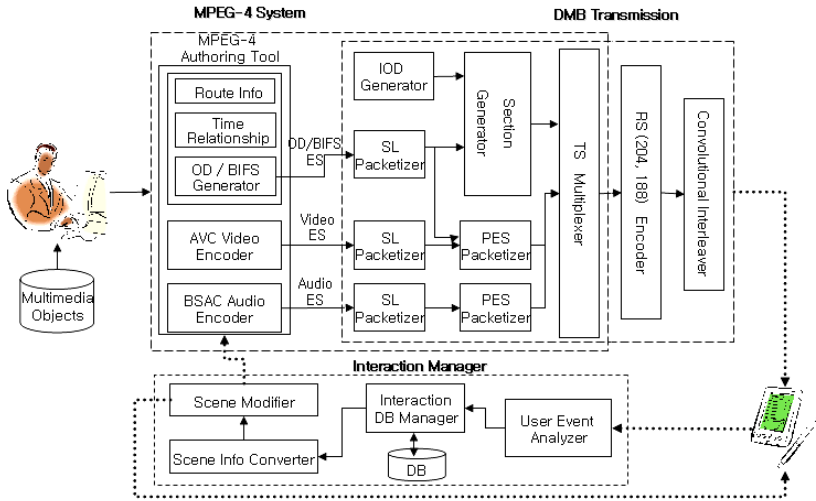 MPEG-4 System
DMB Transmission
MPEG-4
Authoring Tool
Route Info
Time
Relationship
OD / BIFS
Generator
AVC Video
Encoder
BSAC Audio
Encoder
OD/BIFS
ES
Video
ES
Audio
ES
IOD
Generator
SL
Packetizer
SL
Packetizer
SL
Packetizer
Section
Generator
PES
Packetizer
PES
Packetizer
TS Multiplexer
RS (204, 188) Encoder
Convolutional Interleaver
Multimedia
Objects
Interaction Manager
Scene Modifier
Scene Info Converter
Interaction
DB Manager
DB
User Event
Analyzer